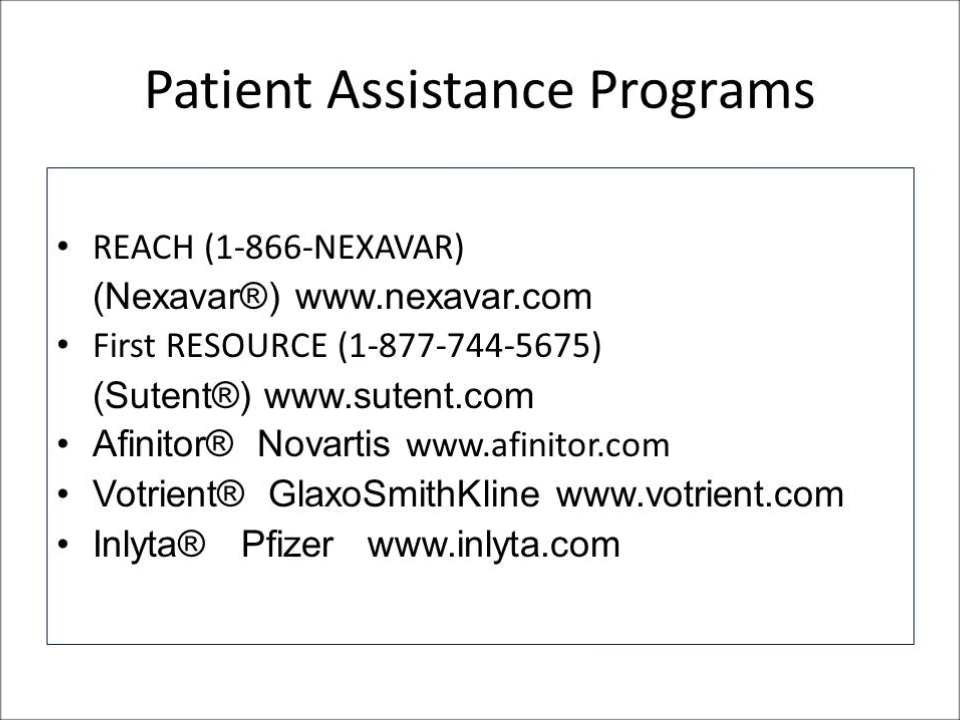 Patient Assistance Programs
• REACH (1-866-NEXAVAR)
(Nexavar®) www.nexavar.com
• First RESOURCE (1-877-744-5675)
(Sutent®) www.sutent.com
• Afinitor® Novartis www.afinitor.com
• Votrient® GlaxoSmithKline www.votrient.com
• Inlyta® Pfizer www.inlyta.com